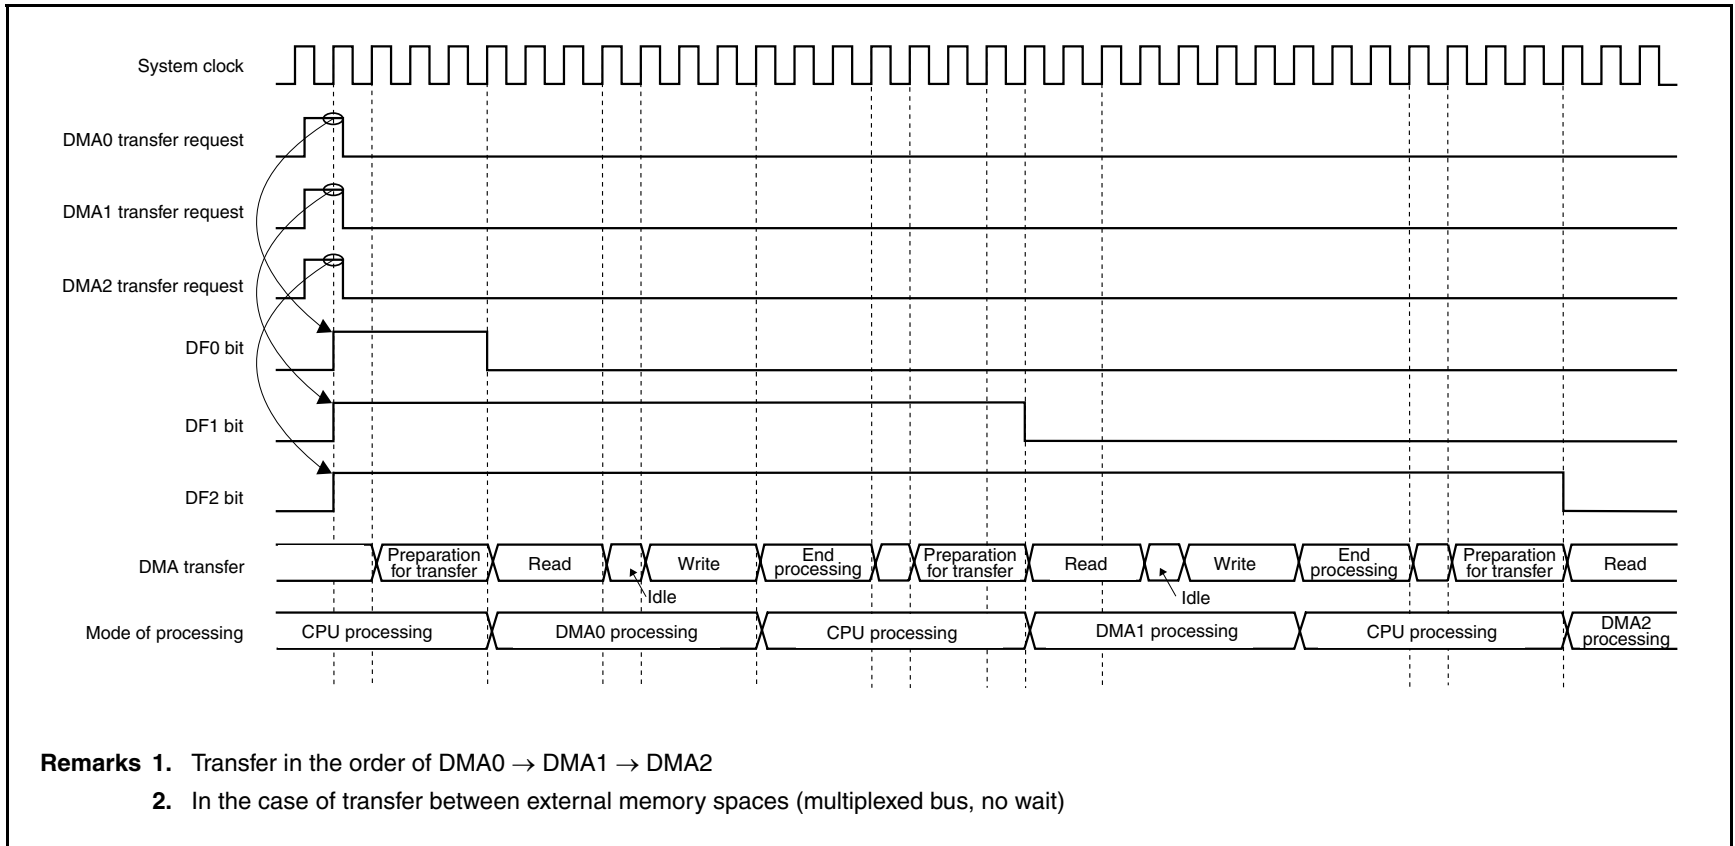 System clock
DMA0 transfer request
DMA1 transfer request
DMA2 transfer request
DF0 bit
DF1 bit
DF2 bit
DMA transfer
Preparation
for transfer
Read
Idle
Write
End
processing
Preparation
for transfer
Read
Idle
Write
End
processing
Preparation
for transfer
Read
Mode of processing
CPU processing
DMA0 processing
CPU processing
DMA1 processing
CPU processing
DMA2
processing
Remarks 1. Transfer in the order of DMA0 → DMA1 → DMA2
2. In the case of transfer between external memory spaces (multiplexed bus, no wait)